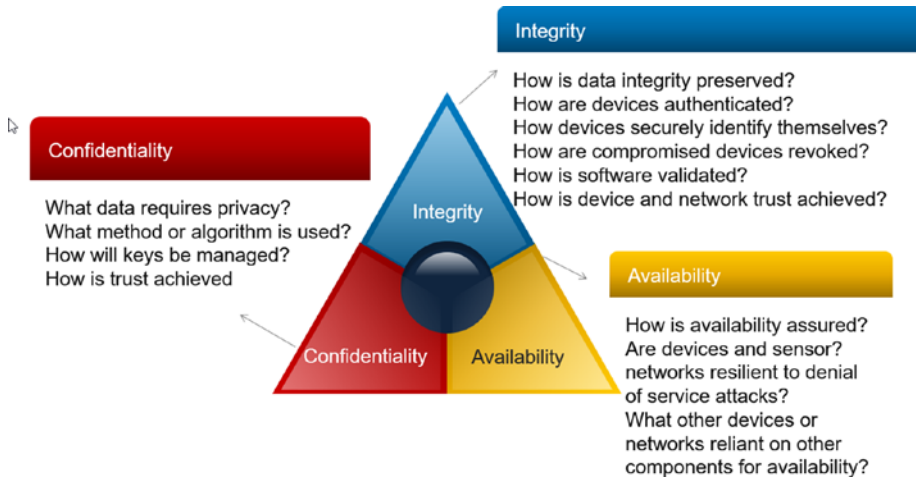 Integrity
How is data integrity preserved?
How are devices authenticated?
How devices securely identify themselves?
How are compromised devices revoked?
How is software validated?
How is device and network trust achieved?
Confidentiality
What data requires privacy?
What method or algorithm is used?
How will keys be managed?
How is trust achieved
Integrity
Confidentiality
Availability
Availability
How is availability assured?
Are devices and sensor?
networks resilient to denial
of service attacks?
What other devices or
networks reliant on other
components for availability?